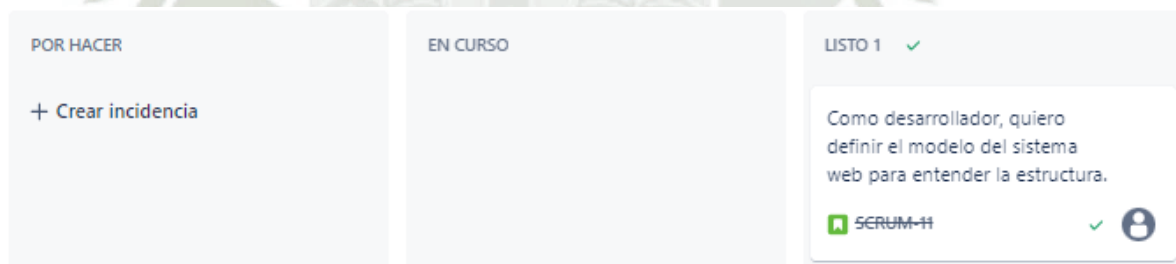 POR HACER
+ Crear incidencia
EN CURSO
LISTO 1
Como desarrollador, quiero
definir el modelo del sistema
web para entender la estructura.
SCRUM-11